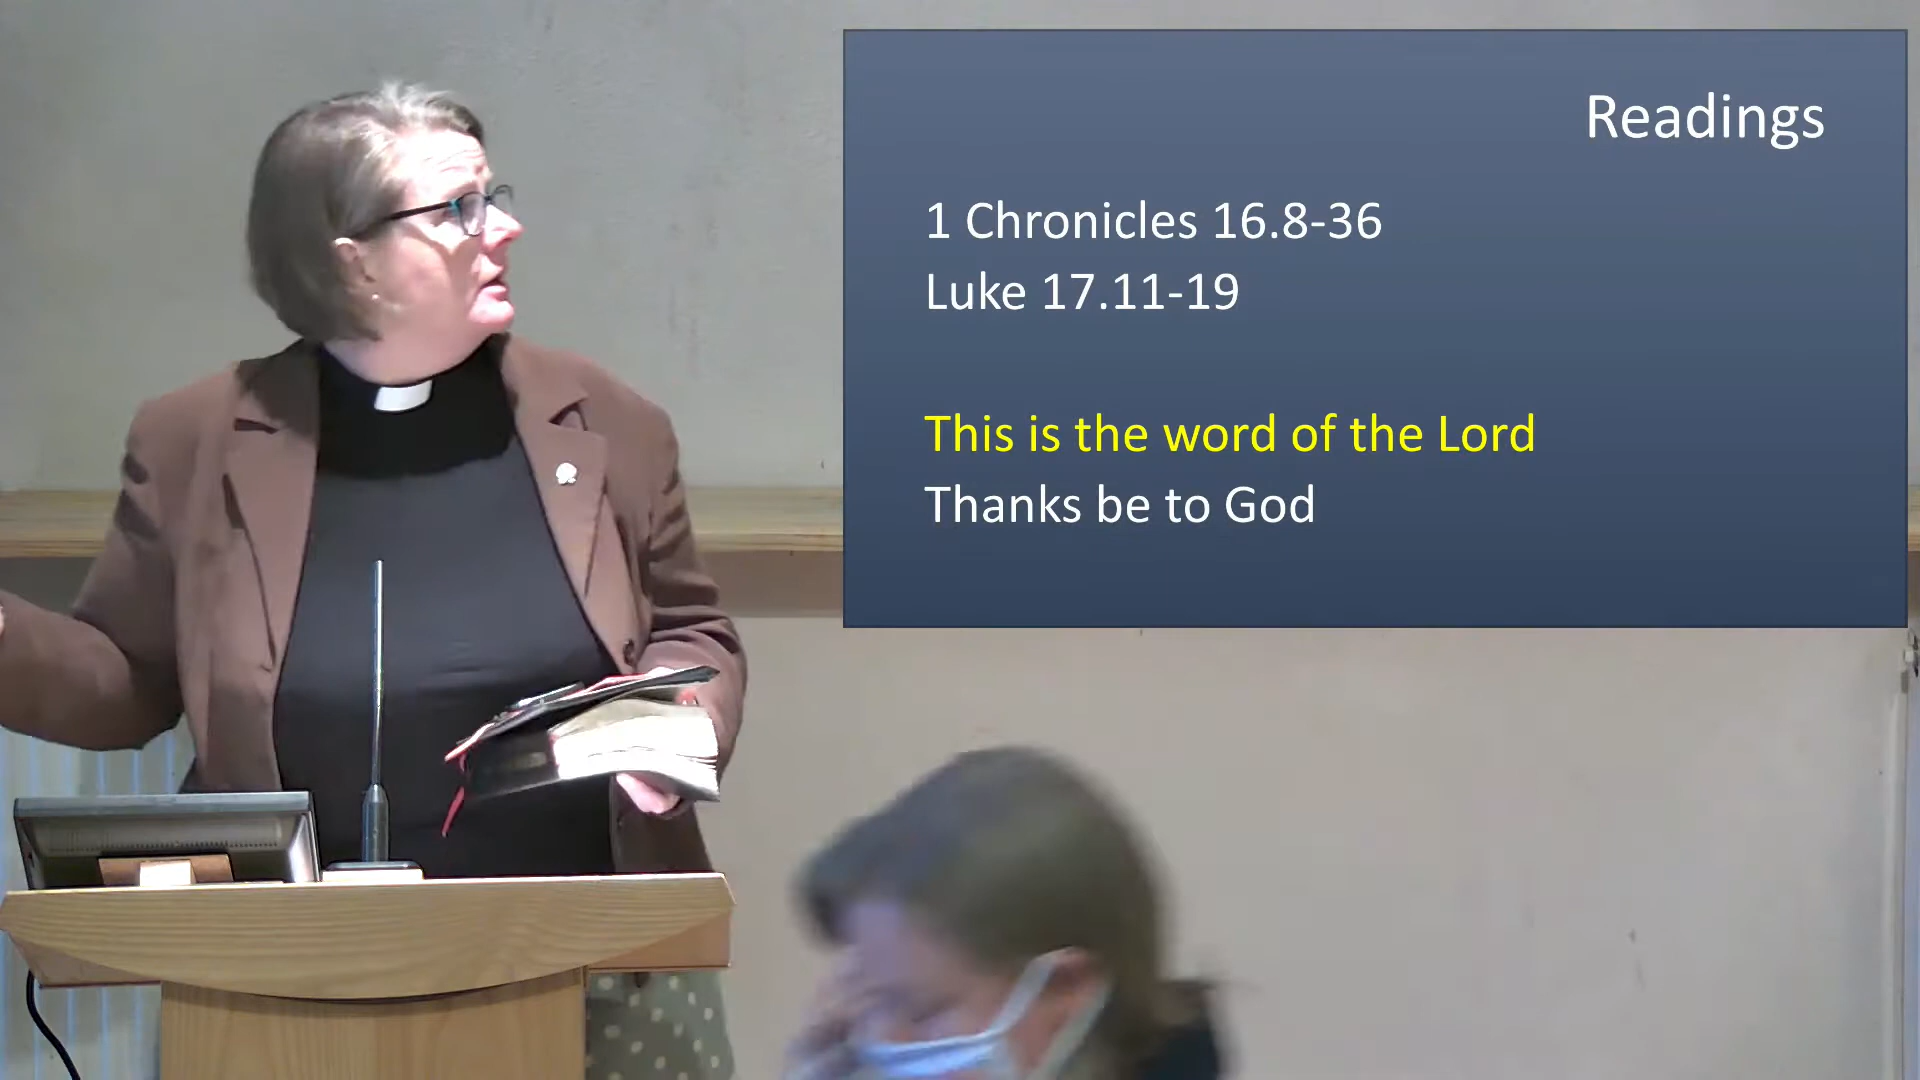 Readings
1 Chronicles 16.8-36
Luke 17.11-19
This is the word of the Lord
Thanks be to God